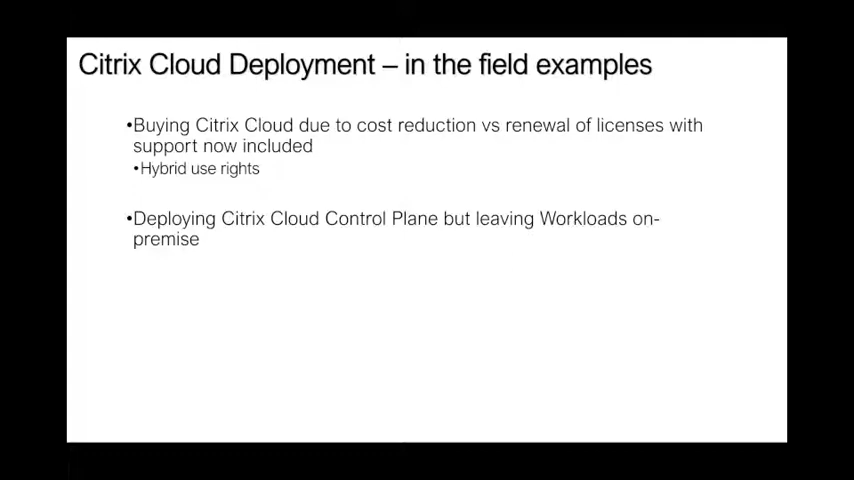 Citrix Cloud Deployment – in the field examples
•Buying Citrix Cloud due to cost reduction vs renewal of licenses with
support now included
•Hybrid use rights
•Deploying Citrix Cloud Control Plane but leaving Workloads on-
premise